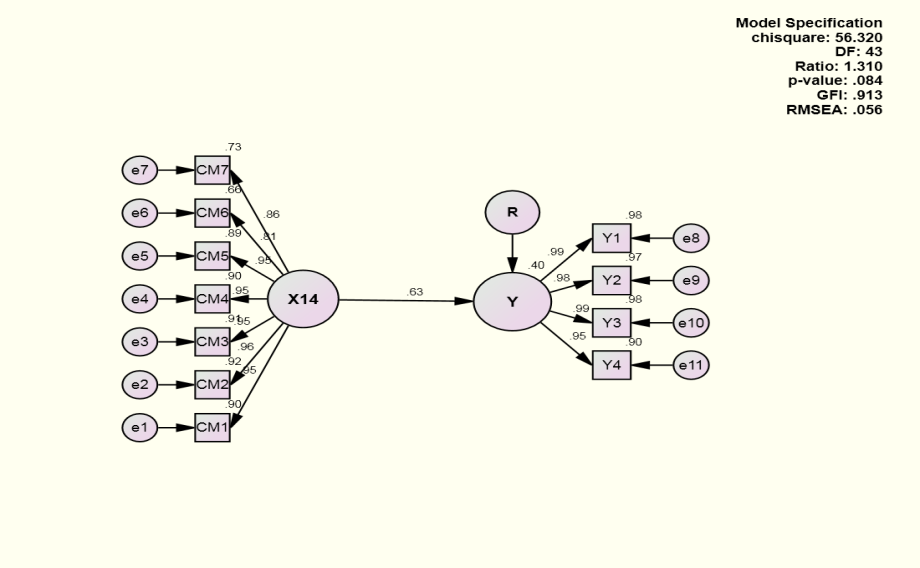 Model Specification
chisquare: 56.320
DF: 43
Ratio: 1.310
p-value: .084
GFI: .913
RMSEA: .056
.73
e7 CM7
.66
e6 CM6 .86
.89 .81
e5 CM5 .95
.90
e4 CM4 .95
.91 .95
e3 CM3
.96
.92 .95
e2 CM2
.90
e1 CM1
X14
.63
R
.40
Y
.98
.99 Y1 e8
.97
.98 Y2 e9
.98
.99 Y3 e10
.90
.95 Y4 e11